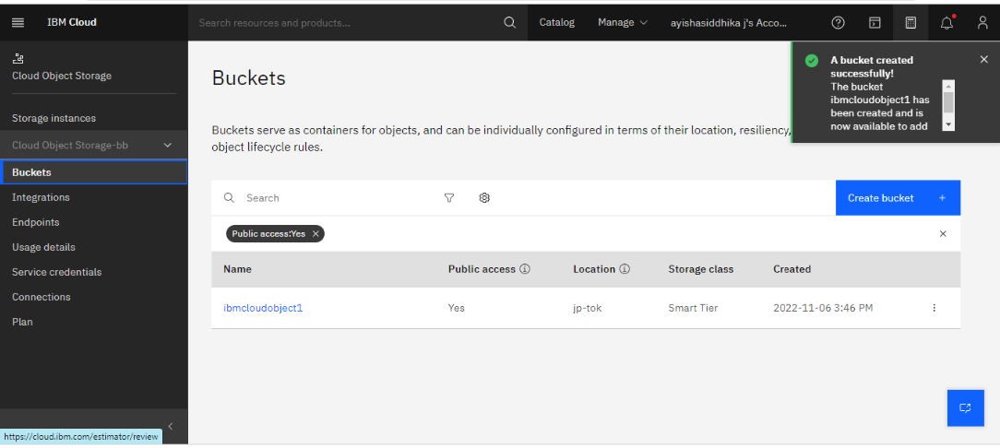 IBM Cloud
Search resources and products...
Catalog
Manage
ayishasiddhika j's Acco...
Cloud Object Storage
Storage instances
Cloud Object Storage-bb
Buckets
Integrations
Endpoints
Usage details
Service credentials
Connections
Plan
https://cloud.ibm.com/estimator/review
Buckets
Buckets serve as containers for objects, and can be individually configured in terms of their location, resiliency,
object lifecycle rules.
A bucket created
successfully!
The bucket
ibmcloudobject1 has
been created and is
now available to add
Search
Create bucket +
Public access:Yes
Name Public access Location Storage class Created
ibmcloudobject1 Yes jp-tok Smart Tier 2022-11-06 3:46 PM